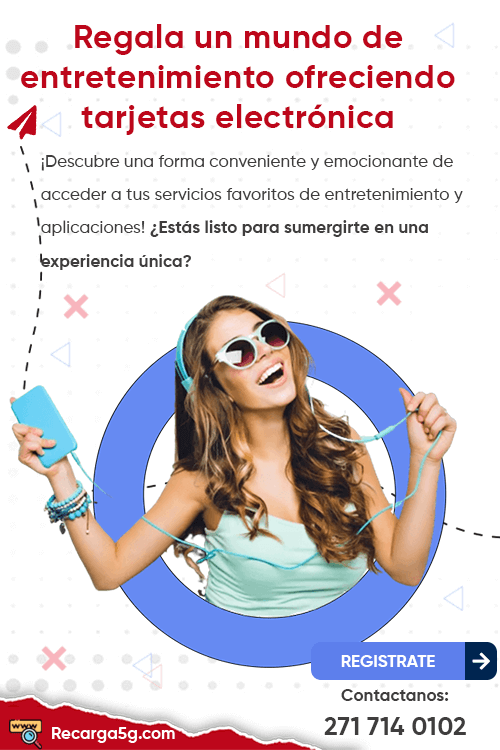 Regala un mundo de
entretenimiento ofreciendo
tarjetas electrónica
¡Descubre una forma conveniente y emocionante de
acceder a tus servicios favoritos de entretenimiento y
aplicaciones! ¿Estás listo para sumergirte en una
experiencia única?
REGISTRATE
Contactanos:
271 714 0102
www
Recarga5g.com